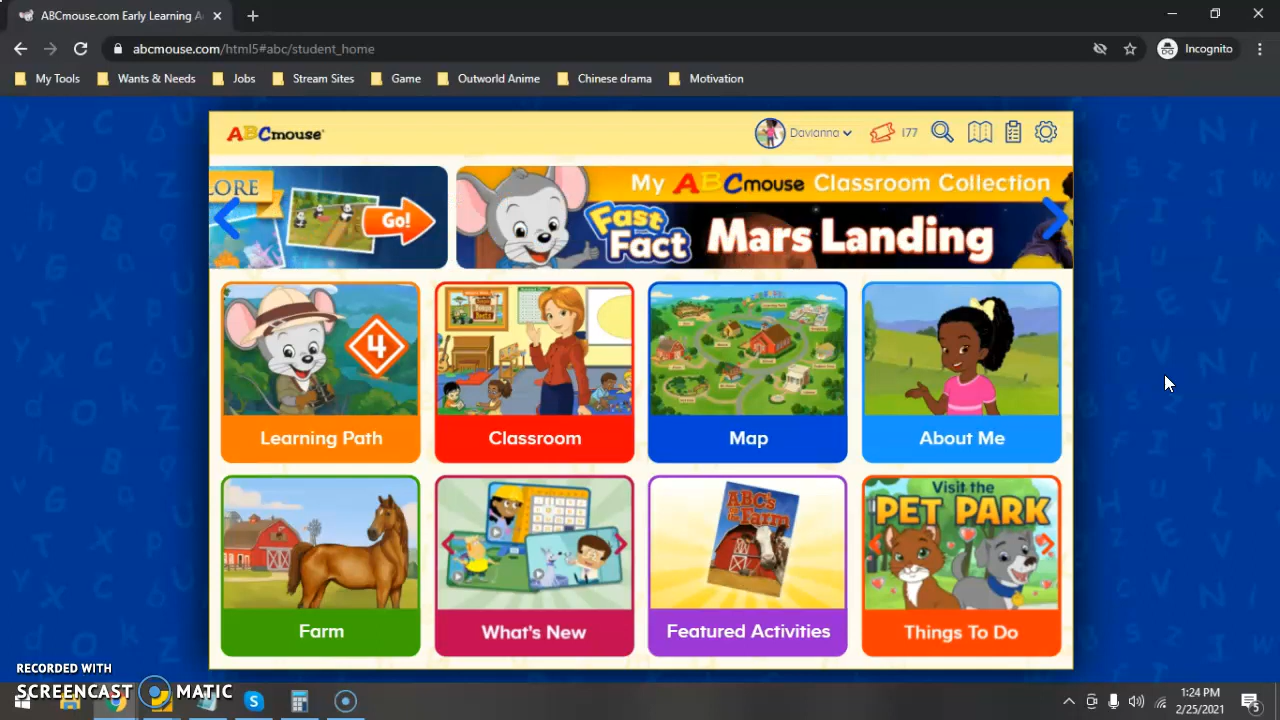 ABCmouse.com Early Learning A
abcmouse.com/html5#abc/student_home
Incognito
My Tools
Wants & Needs
Jobs
Stream Sites
Game
Outworld Anime
Chinese drama
Motivation
ABCmouse
Davianna
177
LORE
Go!
My ABCmouse Classroom Collection
Fast Fact
Mars Landing
4
Learning Path
Classroom
Map
About Me
ABC's
Farm
Visit the
PET PARK
Farm
What's New
Featured Activities
Things To Do
RECORDED WITH
SCREENCAST MATIC
1:24 PM
2/25/2021
5